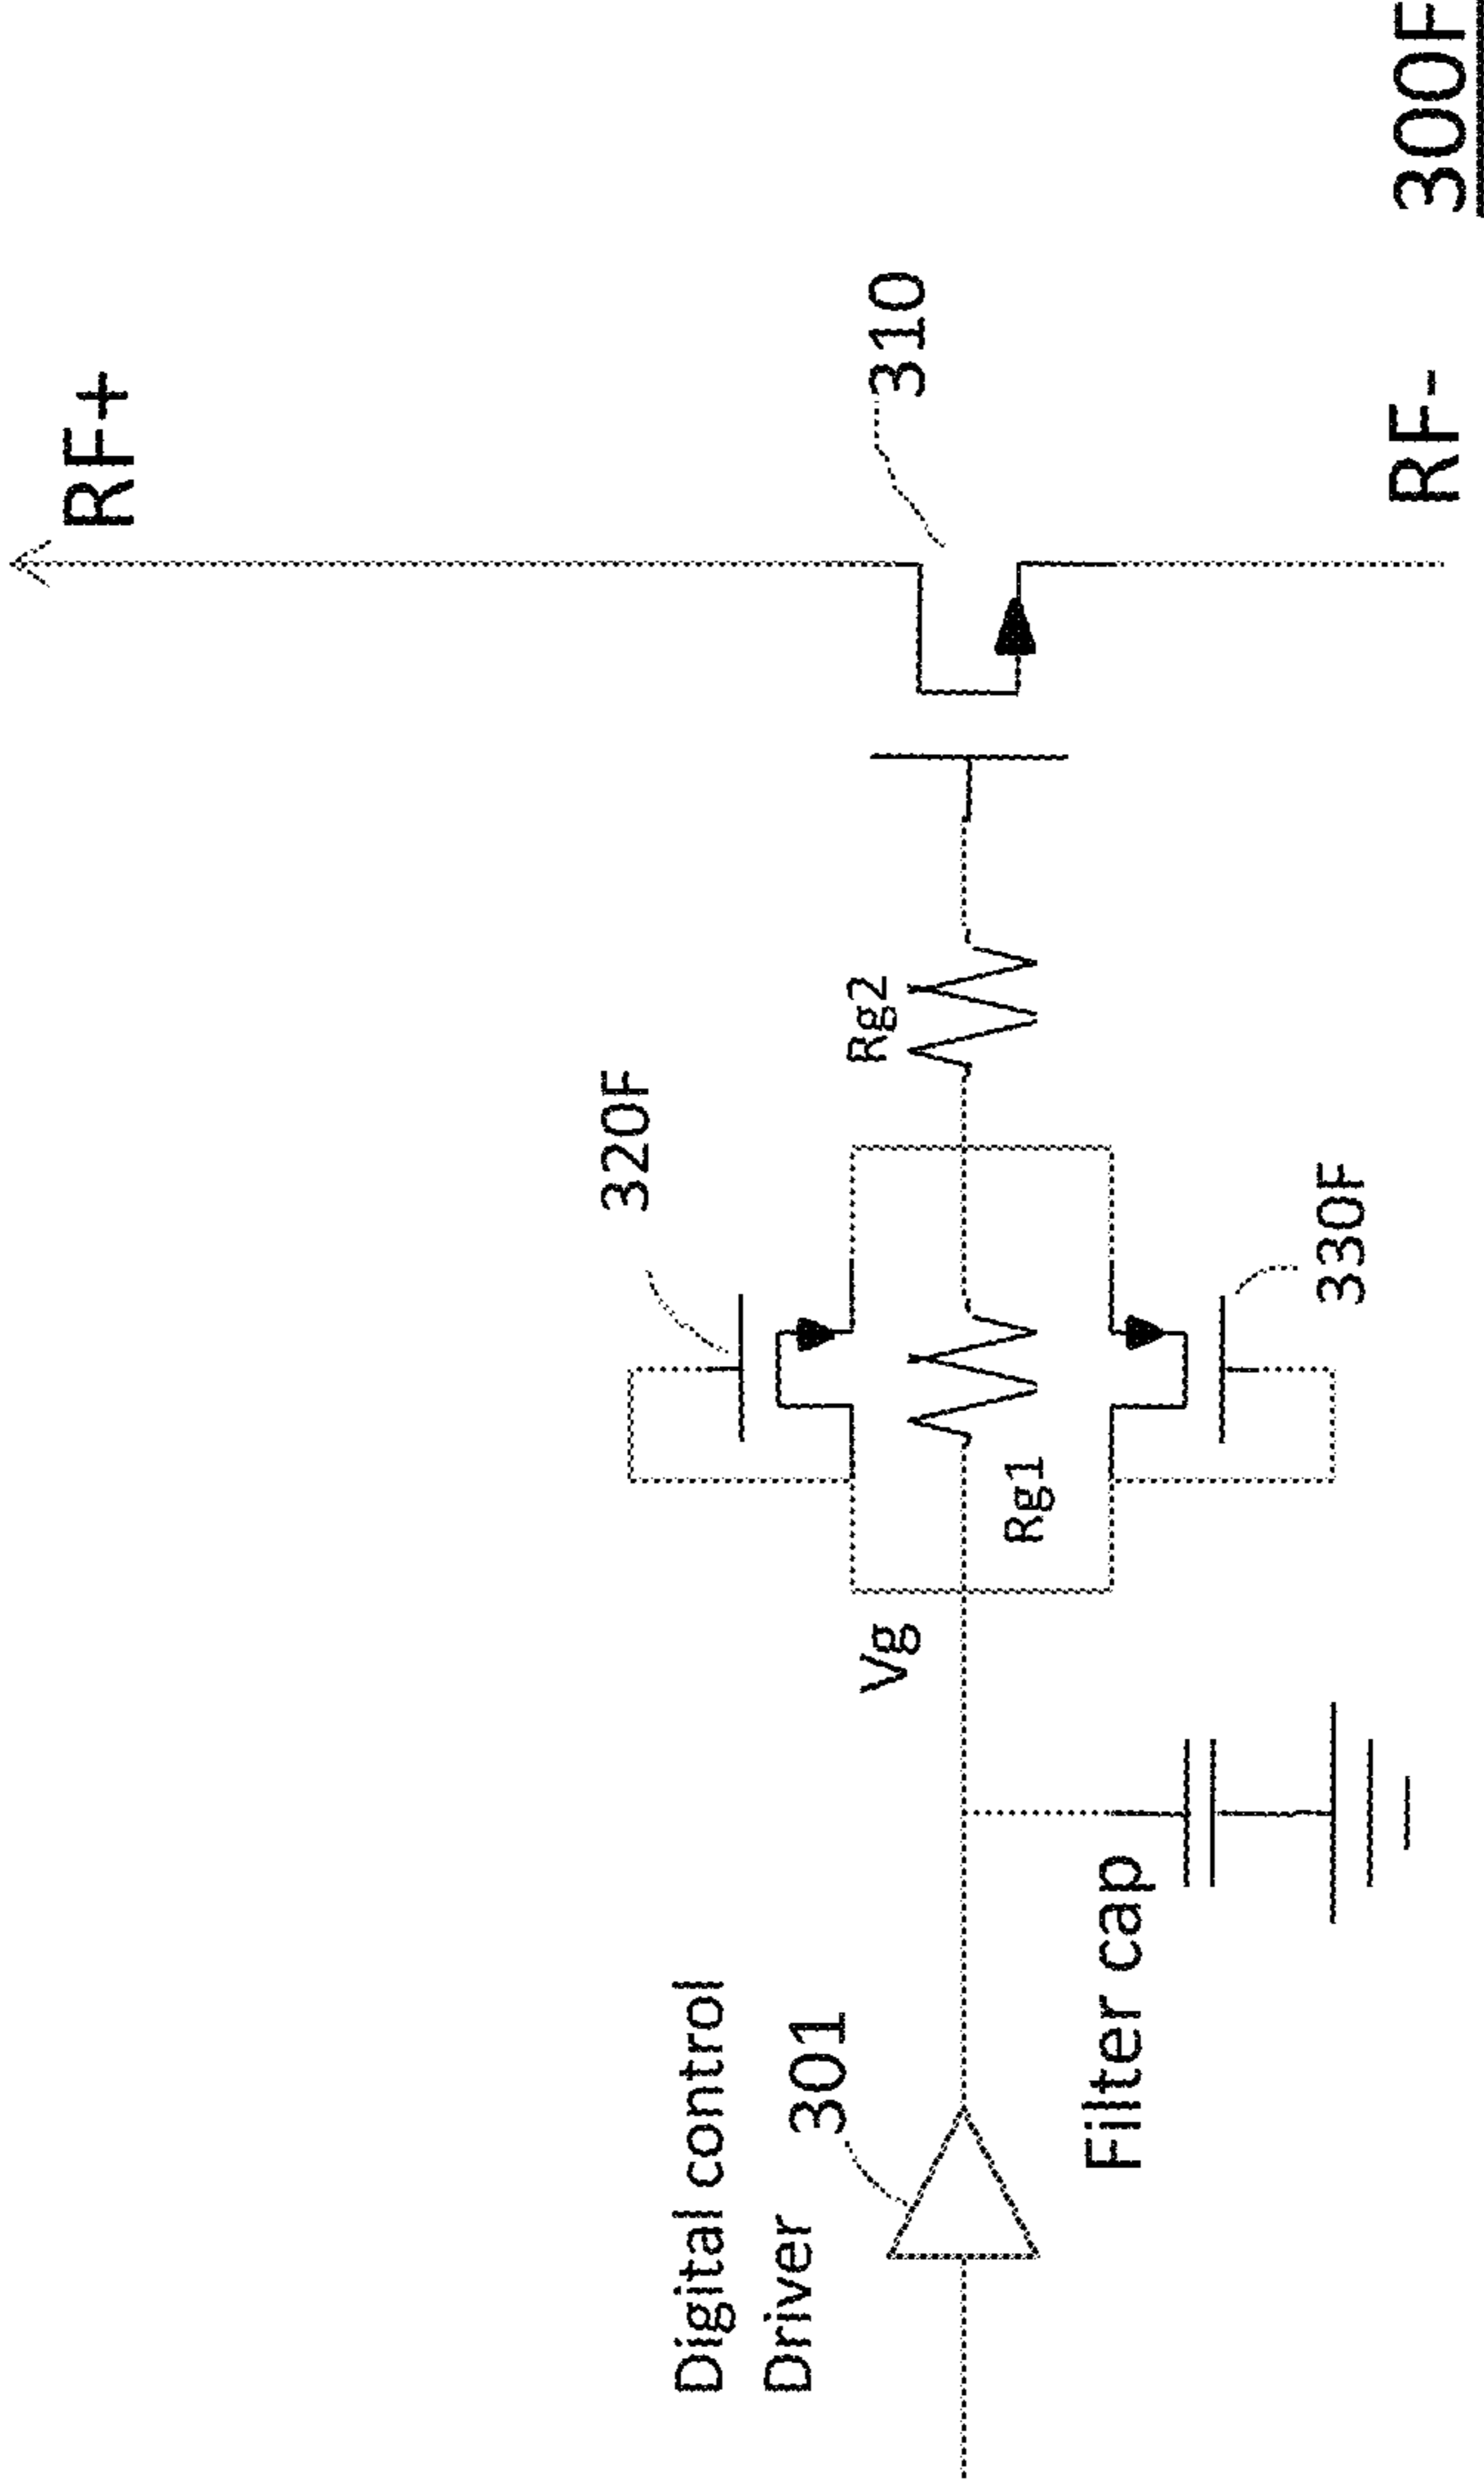 RF+
310
320F
Rg2
Digital control
Driver
301
Vg
Rg1
Filter cap
330F
RF-
300F